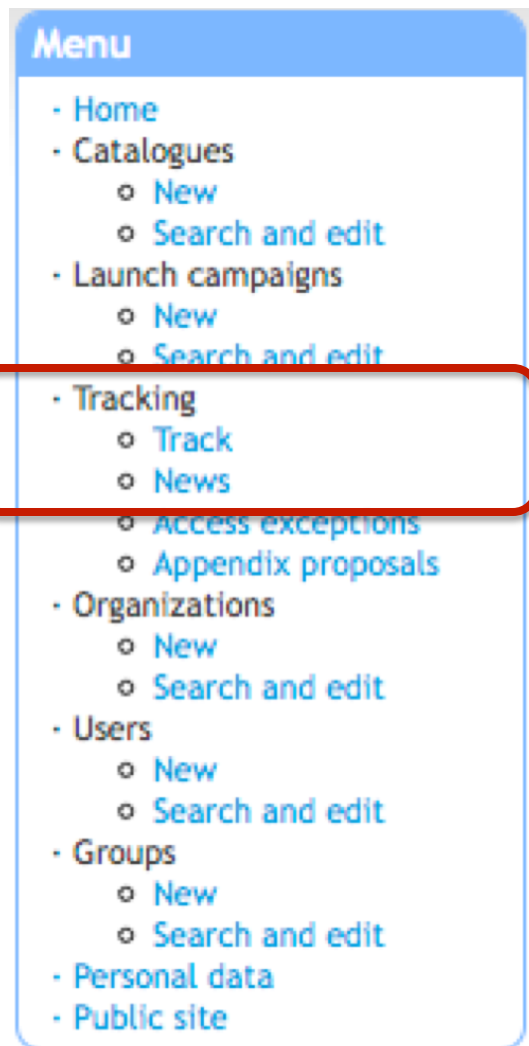 Menu
- Home
- Catalogues
New
Search and edit
- Launch campaigns
New
Search and edit
- Tracking
Track
News
Access exceptions
Appendix proposals
- Organizations
New
Search and edit
- Users
New
Search and edit
- Groups
New
Search and edit
- Personal data
- Public site